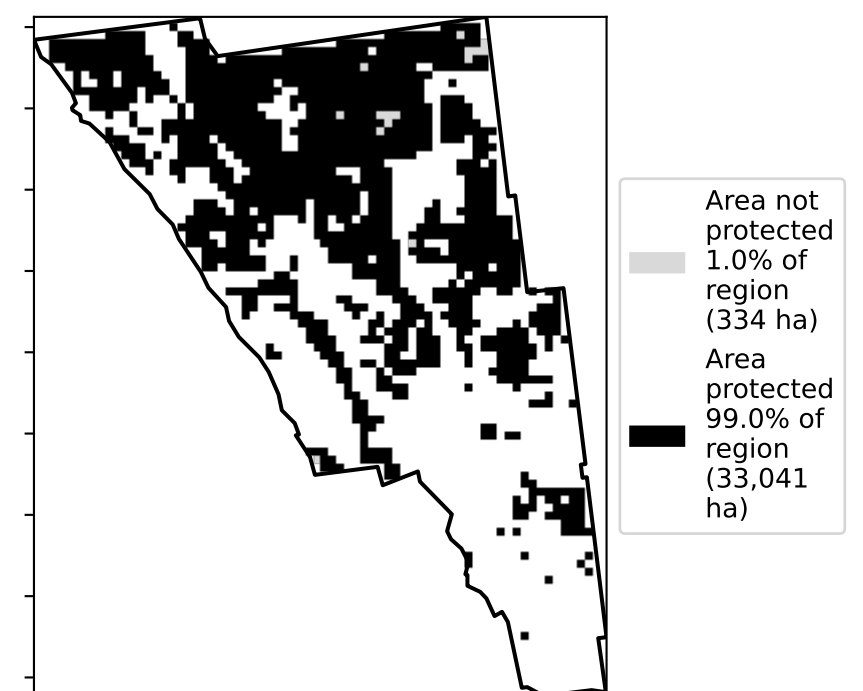 Area not
protected
1.0% of
region
(334 ha)
Area
protected
99.0% of
region
(33,041
ha)